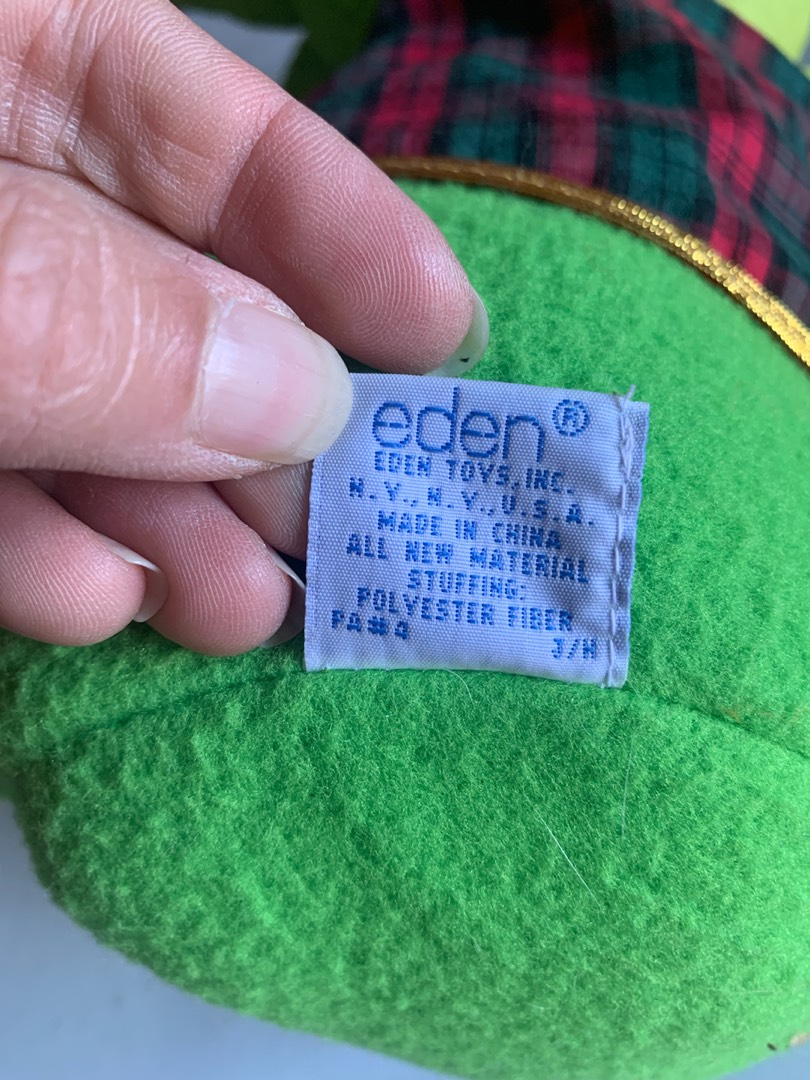 eden®
EDEN TOYS, INC.
N.Y., N.Y., U.S.A.
MADE IN CHINA
ALL NEW MATERIAL
STUFFING:
POLYESTER FIBER
PA#4
J/H